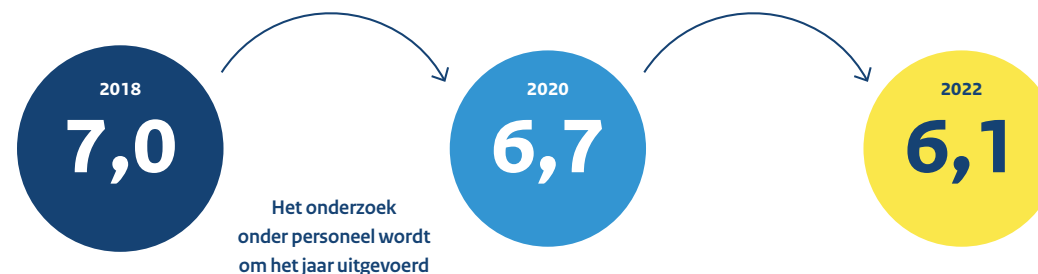 2018
7,0
2020
6,7
2022
6,1
Het onderzoek
onder personeel wordt
om het jaar uitgevoerd